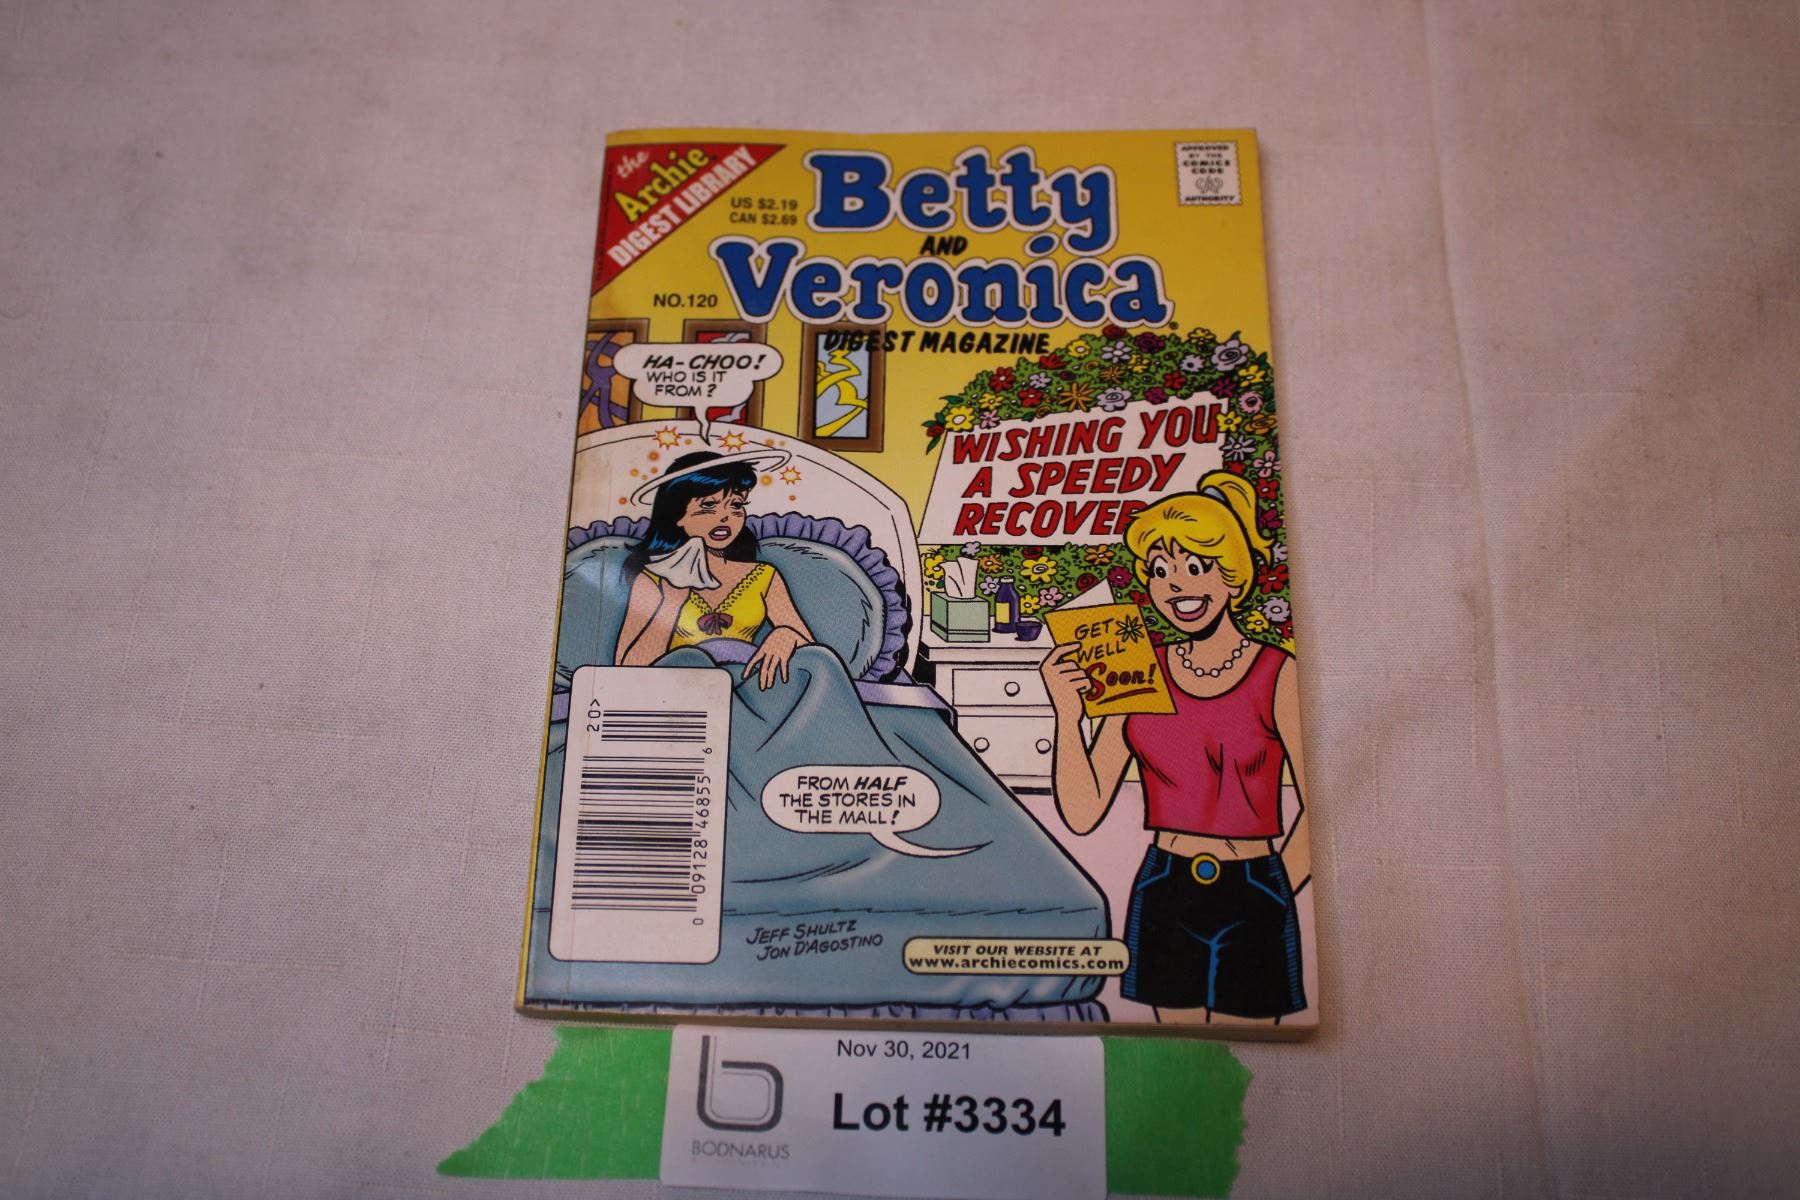 the
Archie
DIGEST LIBRARY
US $2.19
CAN $2.69
NO.120
Betty
AND
Veronica
DIGEST MAGAZINE
APPROVED
BY THE
COMICS
CODE
AUTHORITY
HA-CHOO!
WHO IS IT
FROM?
WISHING YOU
A SPEEDY
RECOVER
GET
WELL
Soon!
FROM HALF
THE STORES IN
THE MALL!
20>
0 09128 46855 6
JEFF SHULTZ
JON D'AGOSTINO
VISIT OUR WEBSITE AT
www.archiecomics.com
Nov 30, 2021
Lot #3334
BODNARUS